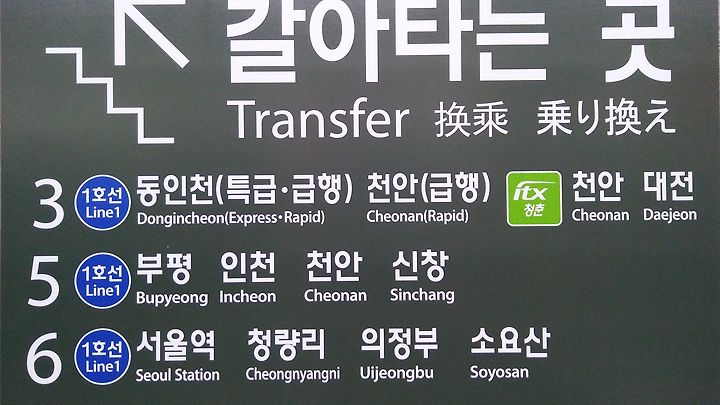 갈아타는 곳
Transfer 换乘 乗り換え
3 1호선 Line1 동인천(특급·급행) 천안(급행) itx 청춘 천안 대전
Dongincheon(Express·Rapid) Cheonan(Rapid) Cheonan Daejeon
5 1호선 Line1 부평 인천 천안 신창
Bupyeong Incheon Cheonan Sinchang
6 1호선 Line1 서울역 청량리 의정부 소요산
Seoul Station Cheongnyangni Uijeongbu Soyosan